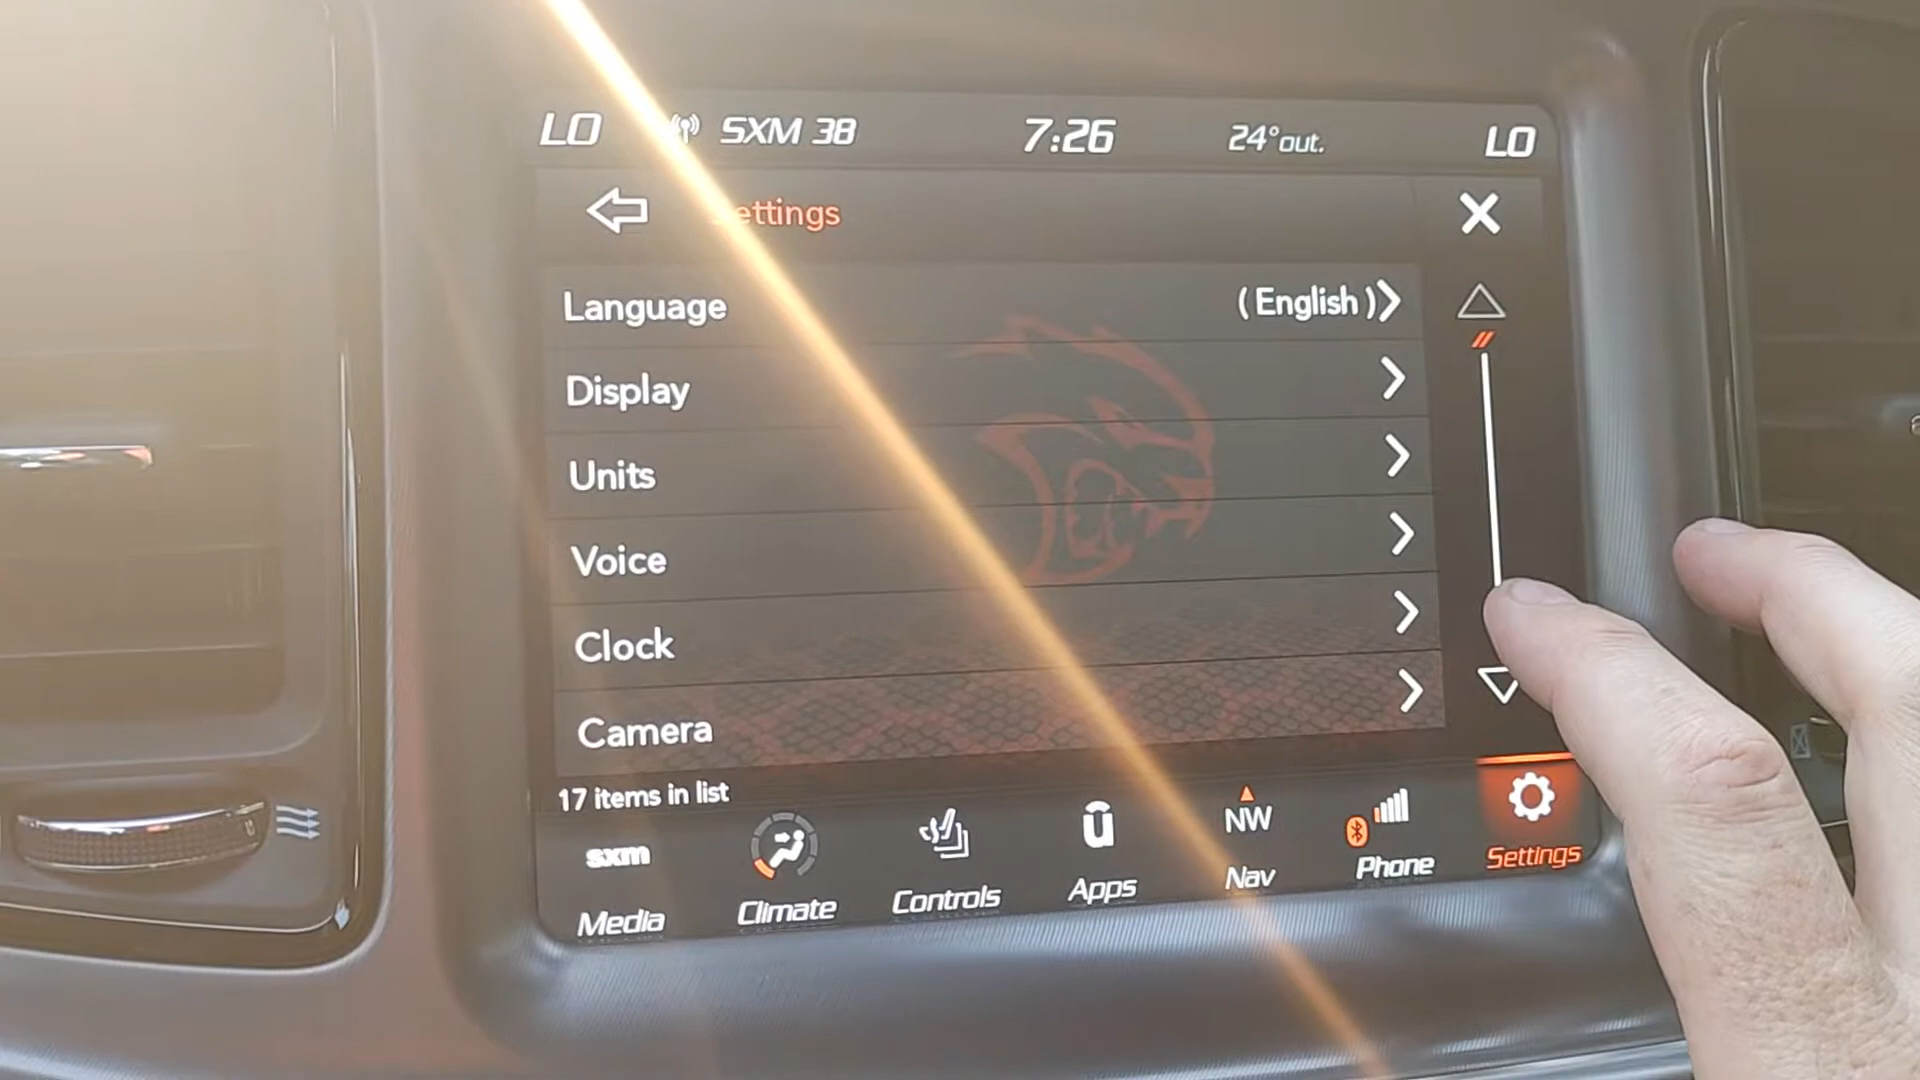 LO SXM 38 7:26 24°out. LO
Settings
Language (English)
Display
Units
Voice
Clock
Camera
17 items in list
sxm
Media
Climate
Controls
u
Apps
NW
Nav
Phone
Settings